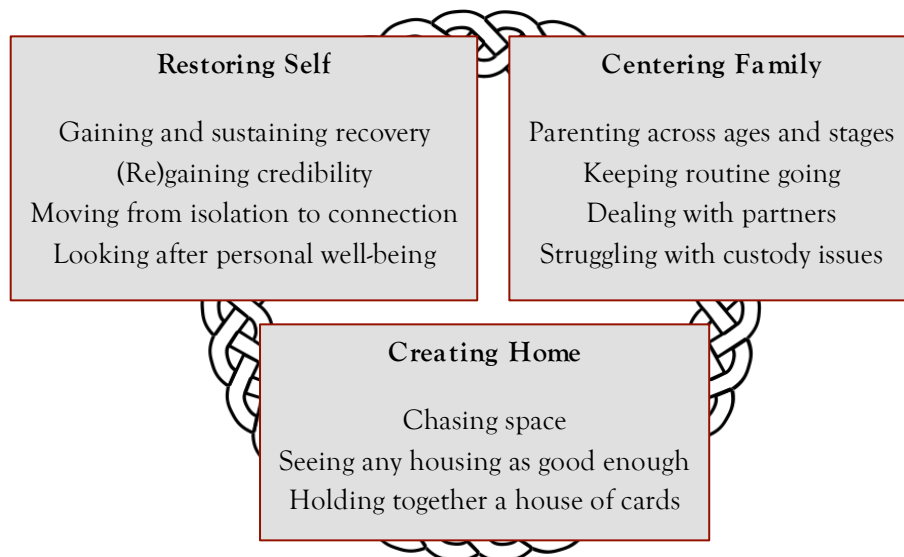 Restoring Self
Gaining and sustaining recovery
(Re)gaining credibility
Moving from isolation to connection
Looking after personal well-being
Centering Family
Parenting across ages and stages
Keeping routine going
Dealing with partners
Struggling with custody issues
Creating Home
Chasing space
Seeing any housing as good enough
Holding together a house of cards